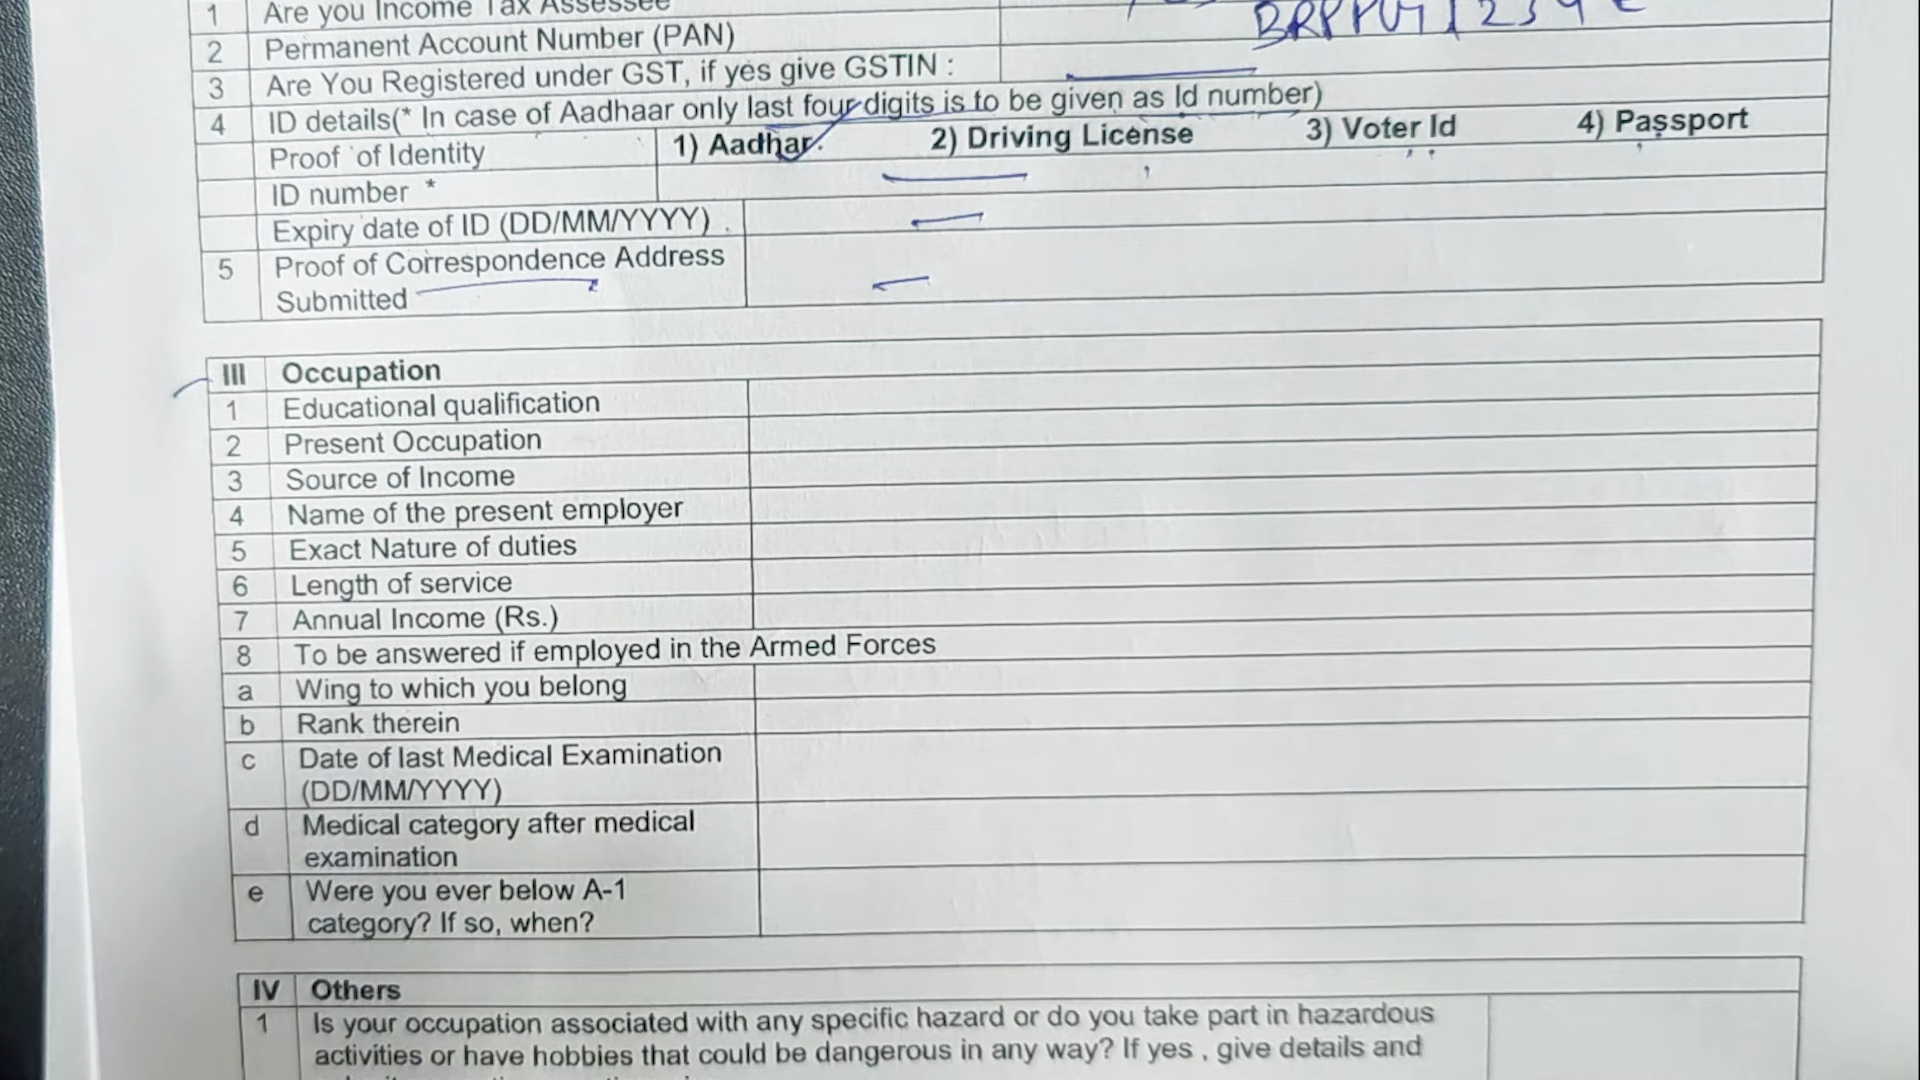 1 Are you Income Tax Assessee
2 Permanent Account Number (PAN)
3 Are You Registered under GST, if yes give GSTIN :
4 ID details(* In case of Aadhaar only last four digits is to be given as Id number)
Proof of Identity 1) Aadhar. 2) Driving License 3) Voter Id 4) Passport
ID number *
Expiry date of ID (DD/MM/YYYY)
5 Proof of Correspondence Address
Submitted
III Occupation
1 Educational qualification
2 Present Occupation
3 Source of Income
4 Name of the present employer
5 Exact Nature of duties
6 Length of service
7 Annual Income (Rs.)
8 To be answered if employed in the Armed Forces
a Wing to which you belong
b Rank therein
c Date of last Medical Examination
(DD/MM/YYYY)
d Medical category after medical
examination
e Were you ever below A-1
category? If so, when?
IV Others
1 Is your occupation associated with any specific hazard or do you take part in hazardous
activities or have hobbies that could be dangerous in any way? If yes , give details and